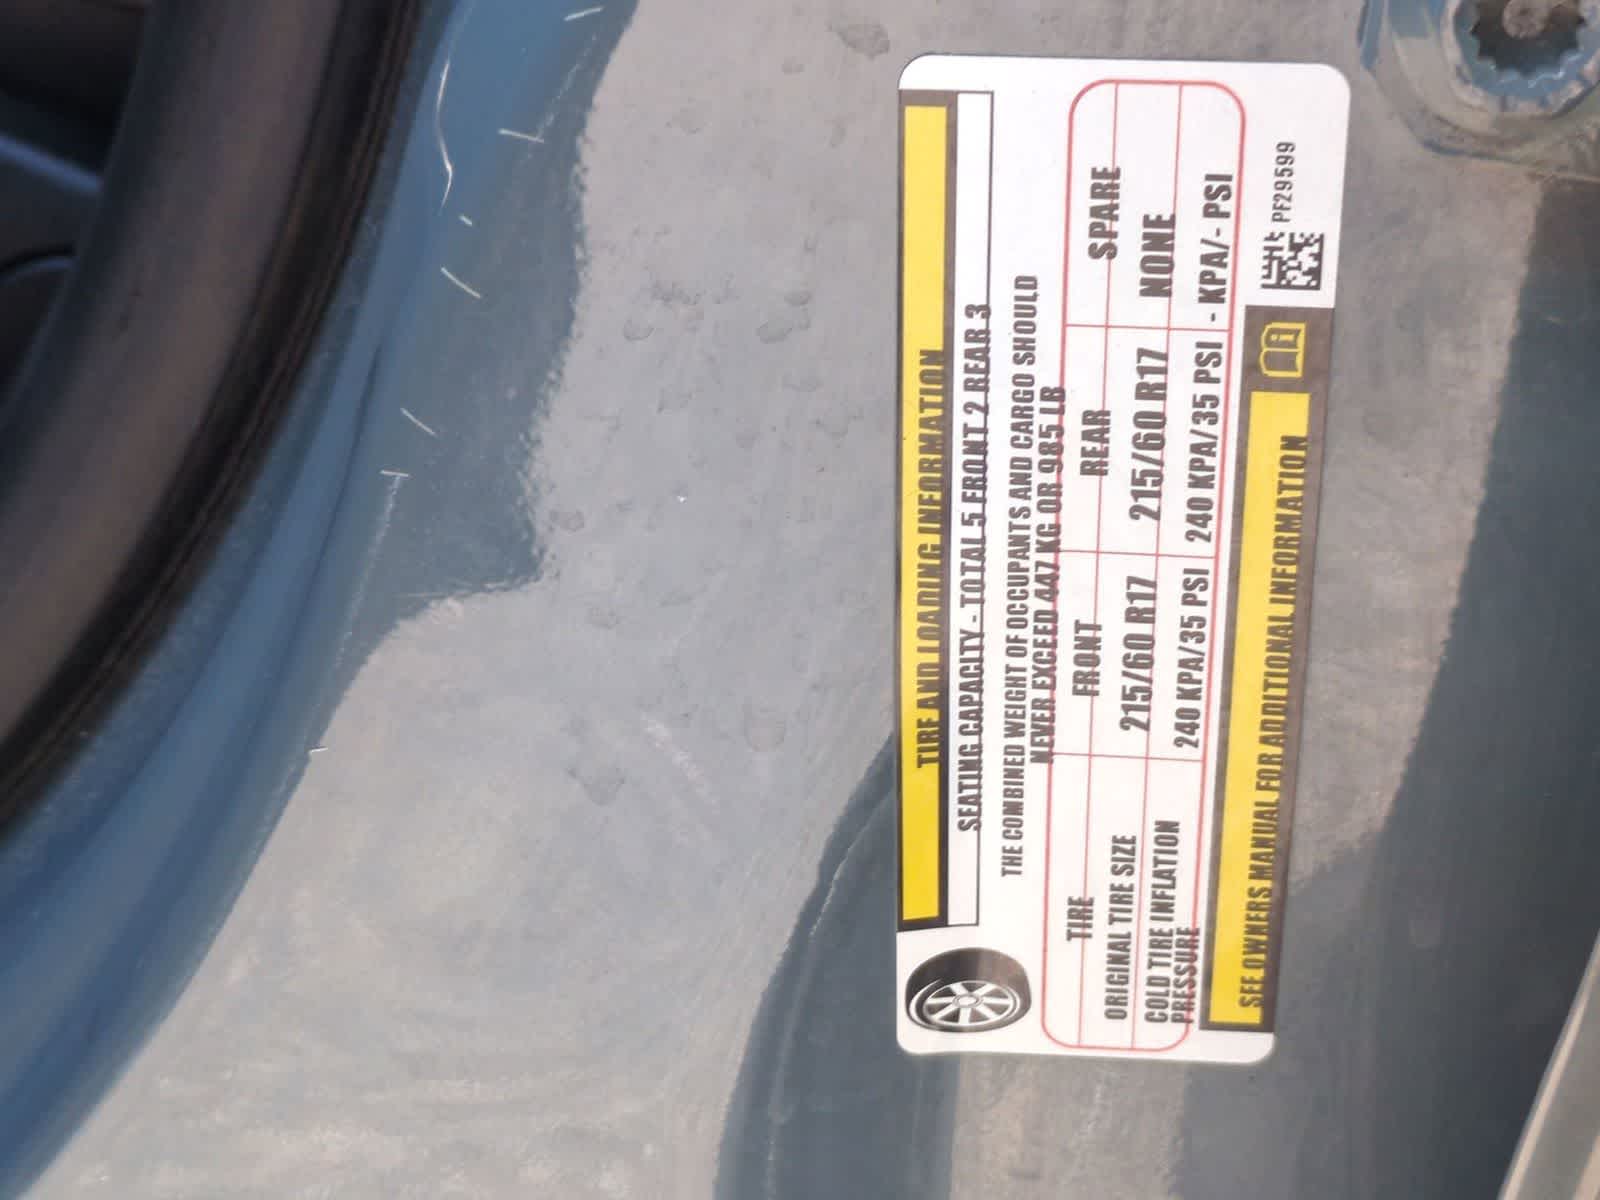 TIRE AND LOADING INFORMATION
SEATING CAPACITY - TOTAL 5 FRONT 2 REAR 3
THE COMBINED WEIGHT OF OCCUPANTS AND CARGO SHOULD
NEVER EXCEED 447 KG OR 985 LB
TIRE FRONT REAR SPARE
ORIGINAL TIRE SIZE 215/60 R17 215/60 R17 NONE
COLD TIRE INFLATION
PRESSURE 240 KPA/35 PSI 240 KPA/35 PSI - KPA/- PSI
SEE OWNERS MANUAL FOR ADDITIONAL INFORMATION
PF29599